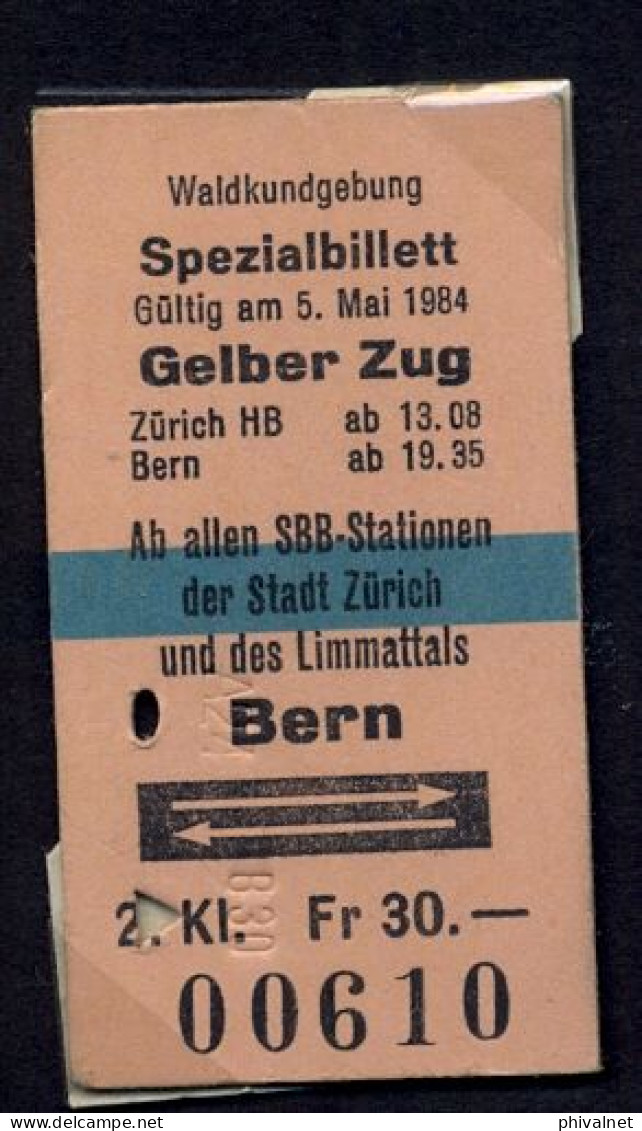 Waldkundgebung
Spezialbillett
Gültig am 5. Mai 1984
Gelber Zug
Zürich HB ab 13.08
Bern ab 19.35
Ab allen SBB-Stationen
der Stadt Zürich
und des Limmattals
Bern
2. Kl. Fr 30.—
00610
phivalnet